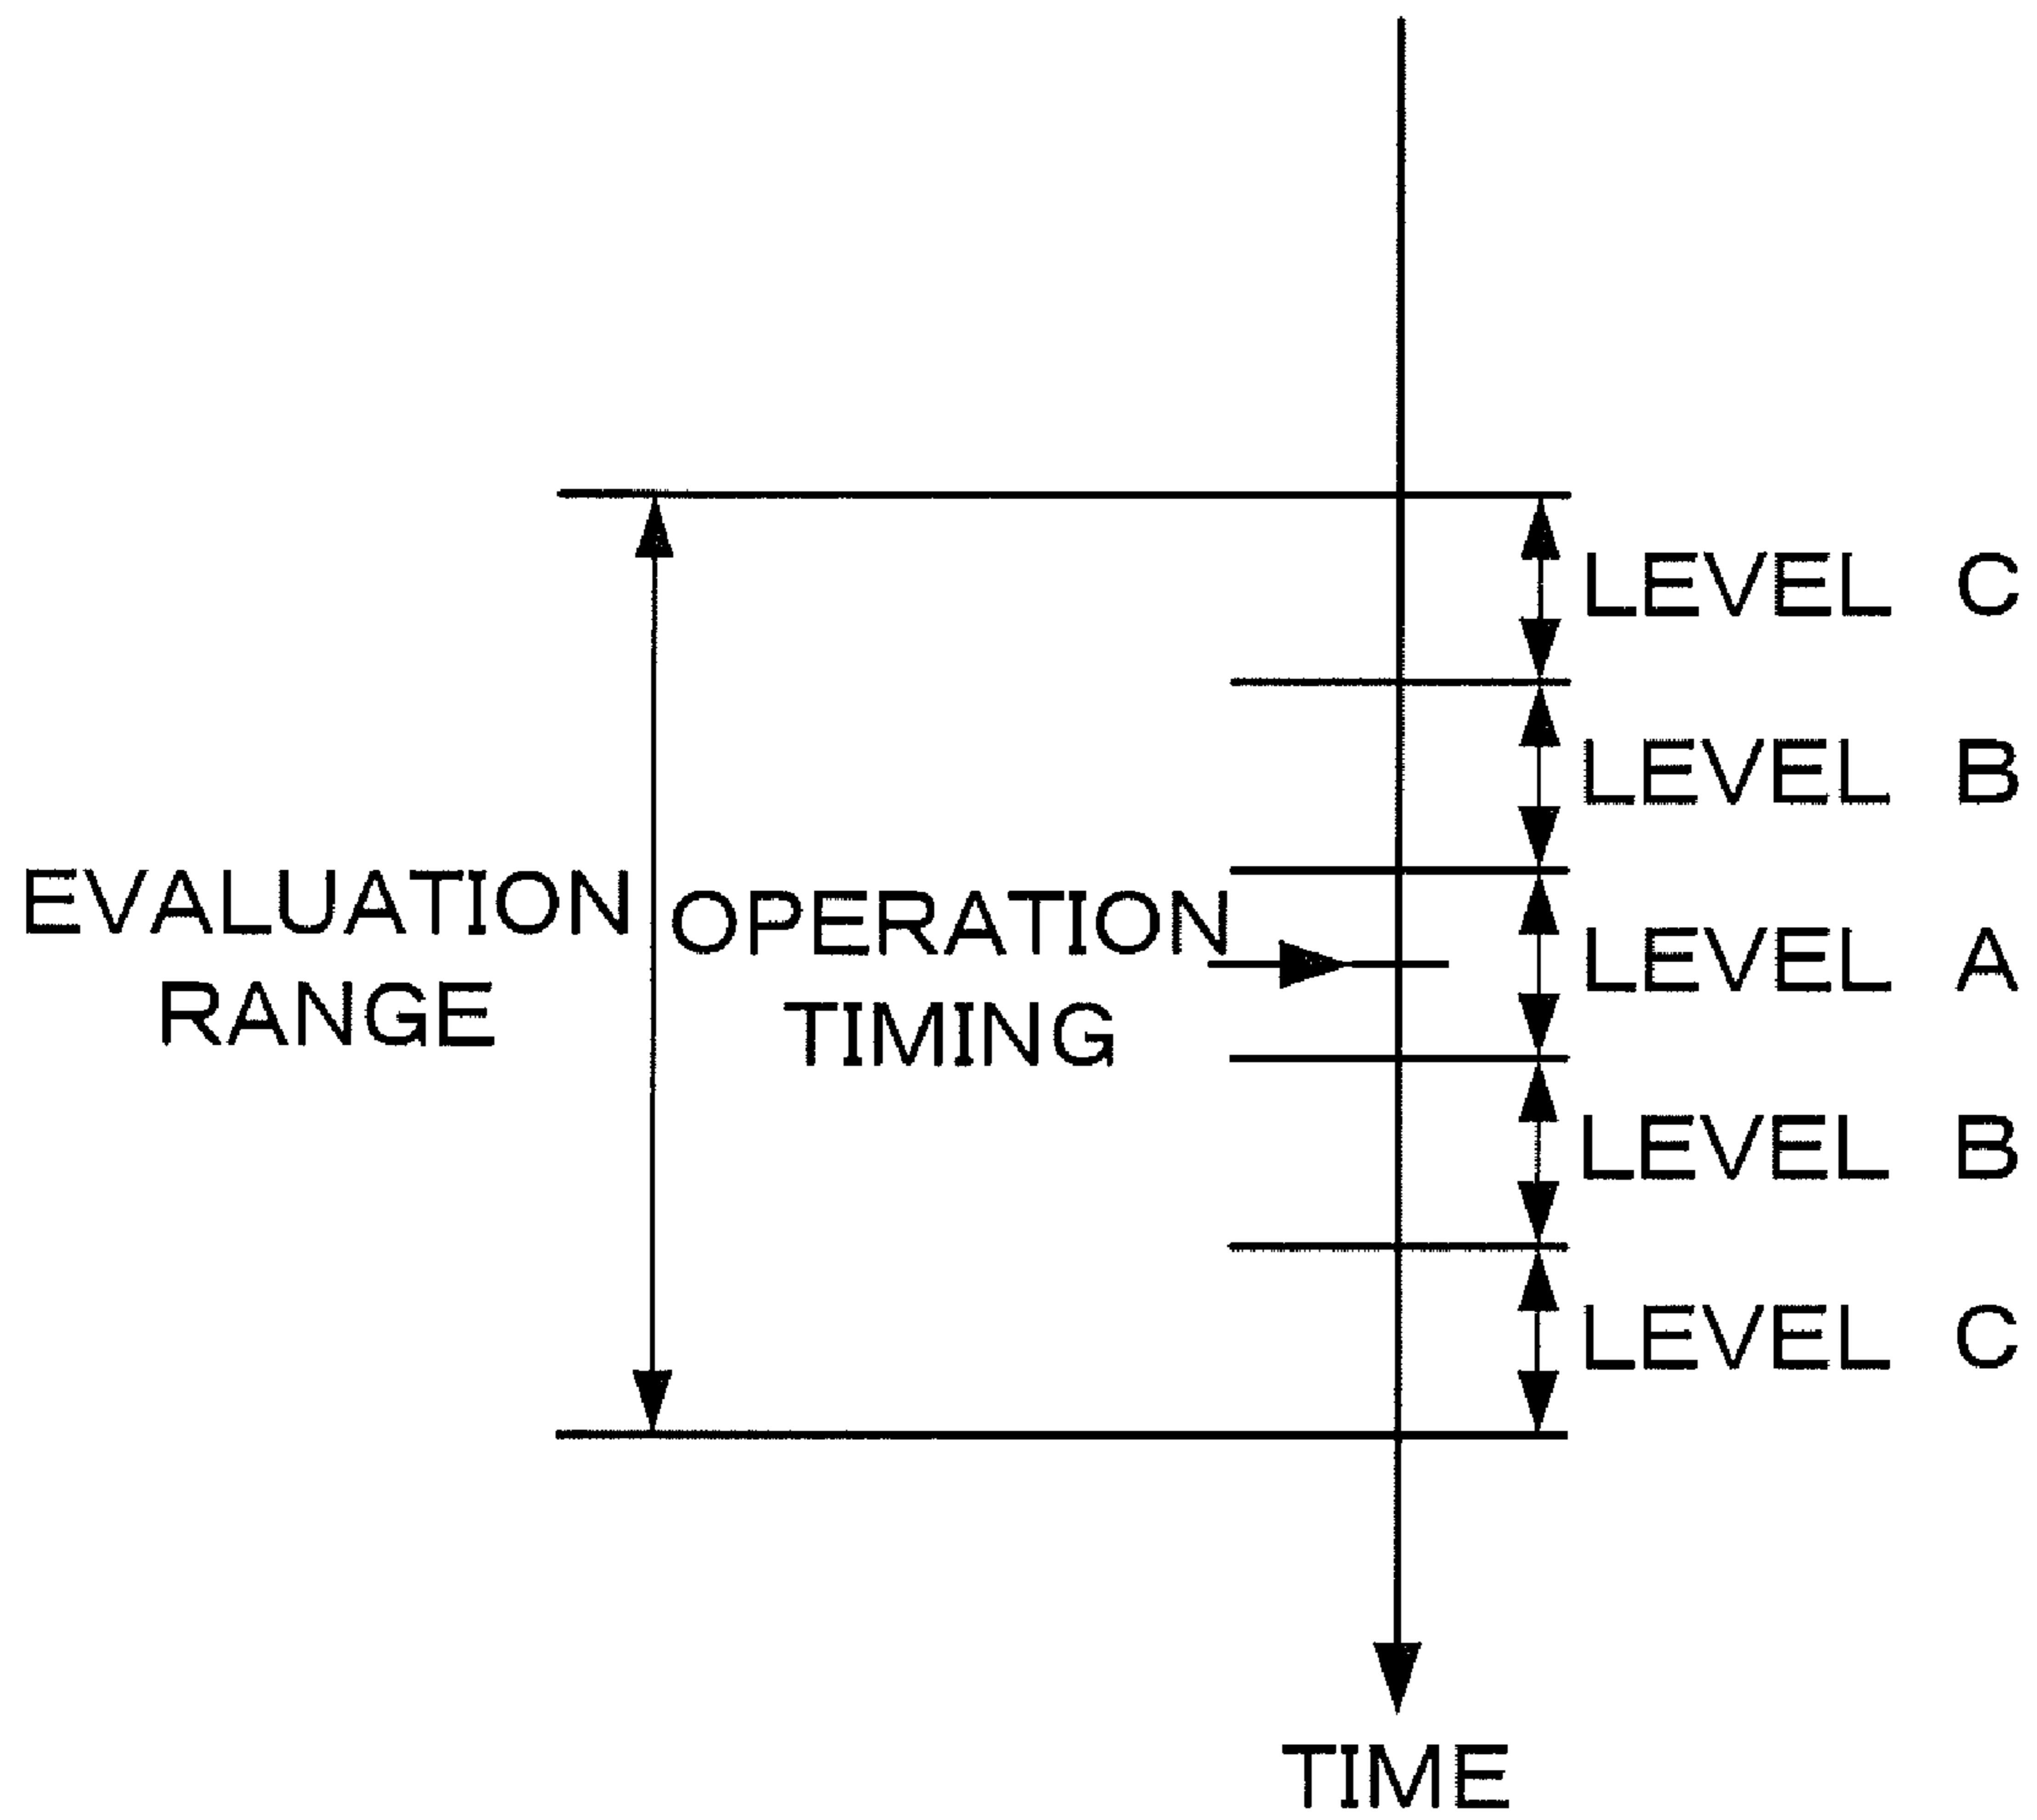 LEVEL C
LEVEL B
EVALUATION
RANGE
OPERATION
TIMING
LEVEL A
LEVEL B
LEVEL C
TIME